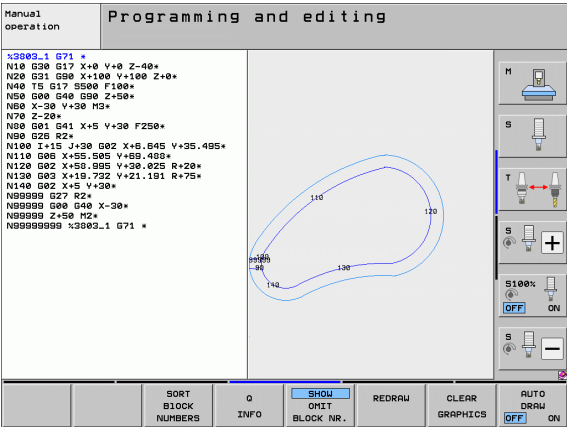 Manual
operation
Programming and editing
%3803_1 G71 *
N10 G30 G17 X+0 Y+0 Z-40*
N20 G31 G90 X+100 Y+100 Z+0*
N40 T5 G17 S500 F100*
N50 G00 G40 G90 Z+50*
N60 X-30 Y+30 M3*
N70 Z-20*
N80 G01 G41 X+5 Y+30 F250*
N90 G26 R2*
N100 I+15 J+30 G02 X+6.645 Y+35.495*
N110 G06 X+55.505 Y+69.488*
N120 G02 X+58.995 Y+30.025 R+20*
N130 G03 X+19.732 Y+21.191 R+75*
N140 G02 X+5 Y+30*
N99999 G27 R2*
N99999 G00 G40 X-30*
N99999 Z+50 M2*
N99999999 %3803_1 G71 *
110
120
90
130
140
M
S
T
S
+
S100%
OFF ON
S
−
SORT
BLOCK
NUMBERS
Q
INFO
SHOW
OMIT
BLOCK NR.
REDRAW
CLEAR
GRAPHICS
AUTO
DRAW
OFF ON